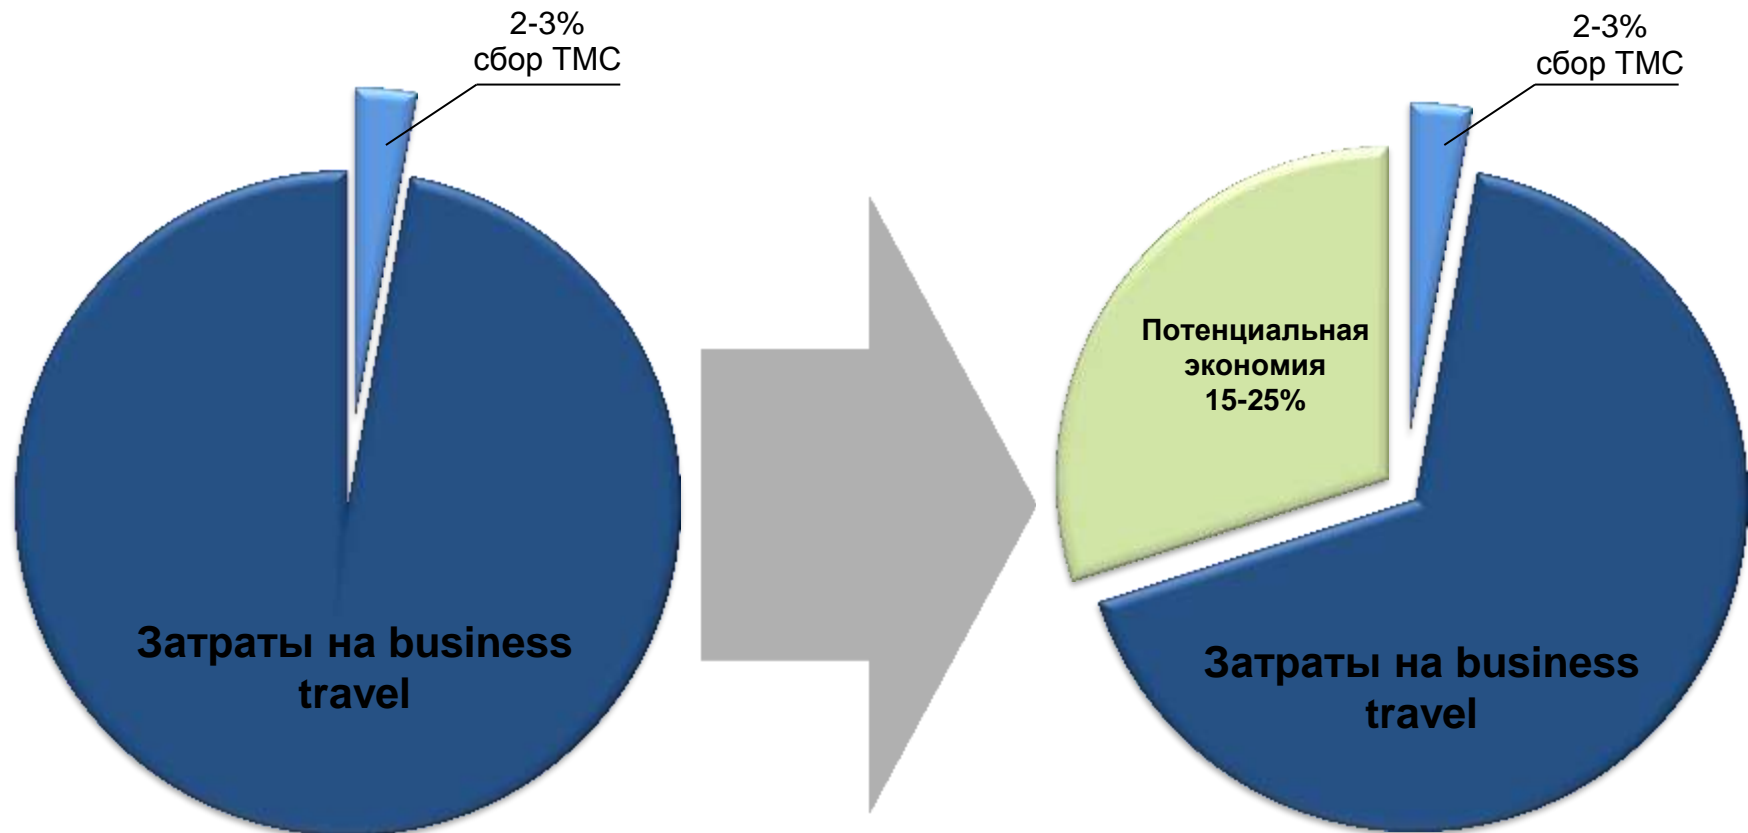 2-3%
сбор ТМС
2-3%
сбор ТМС
Потенциальная
экономия
15-25%
Затраты на business
travel
Затраты на business
travel